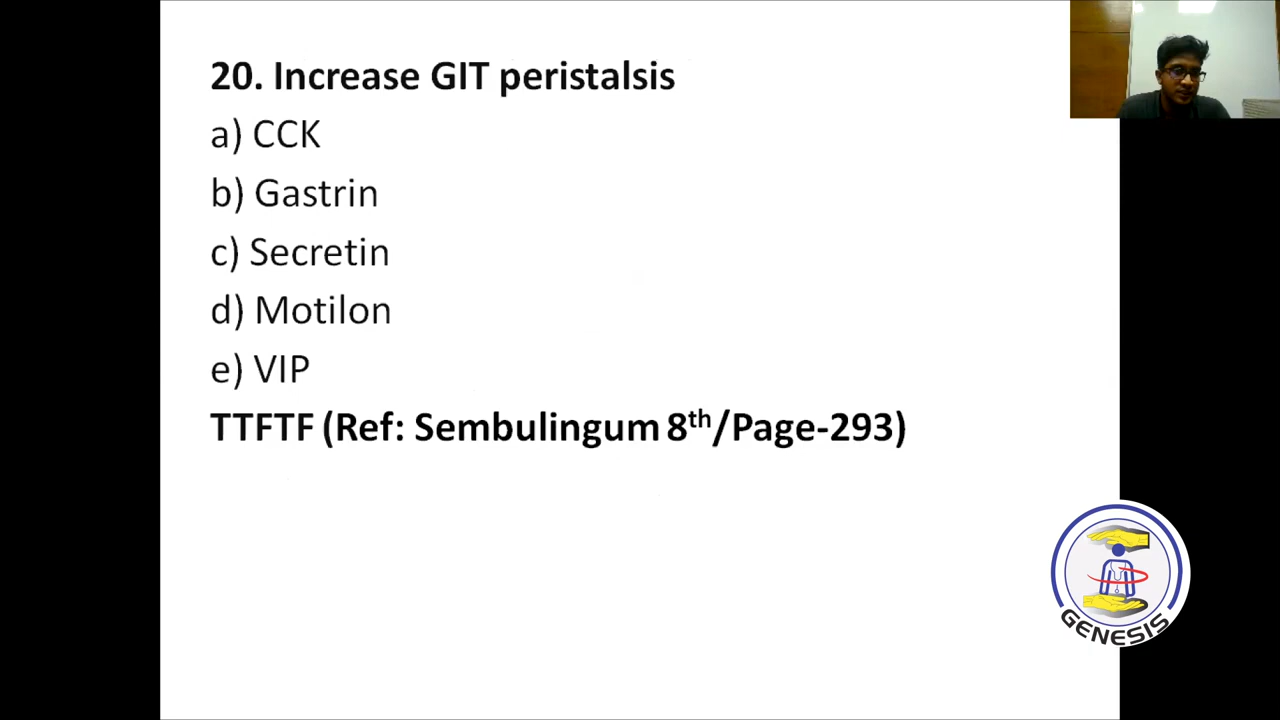 20. Increase GIT peristalsis
a) CCK
b) Gastrin
c) Secretin
d) Motilon
e) VIP
TTFTF (Ref: Sembulingum 8th/Page-293)
GENESIS